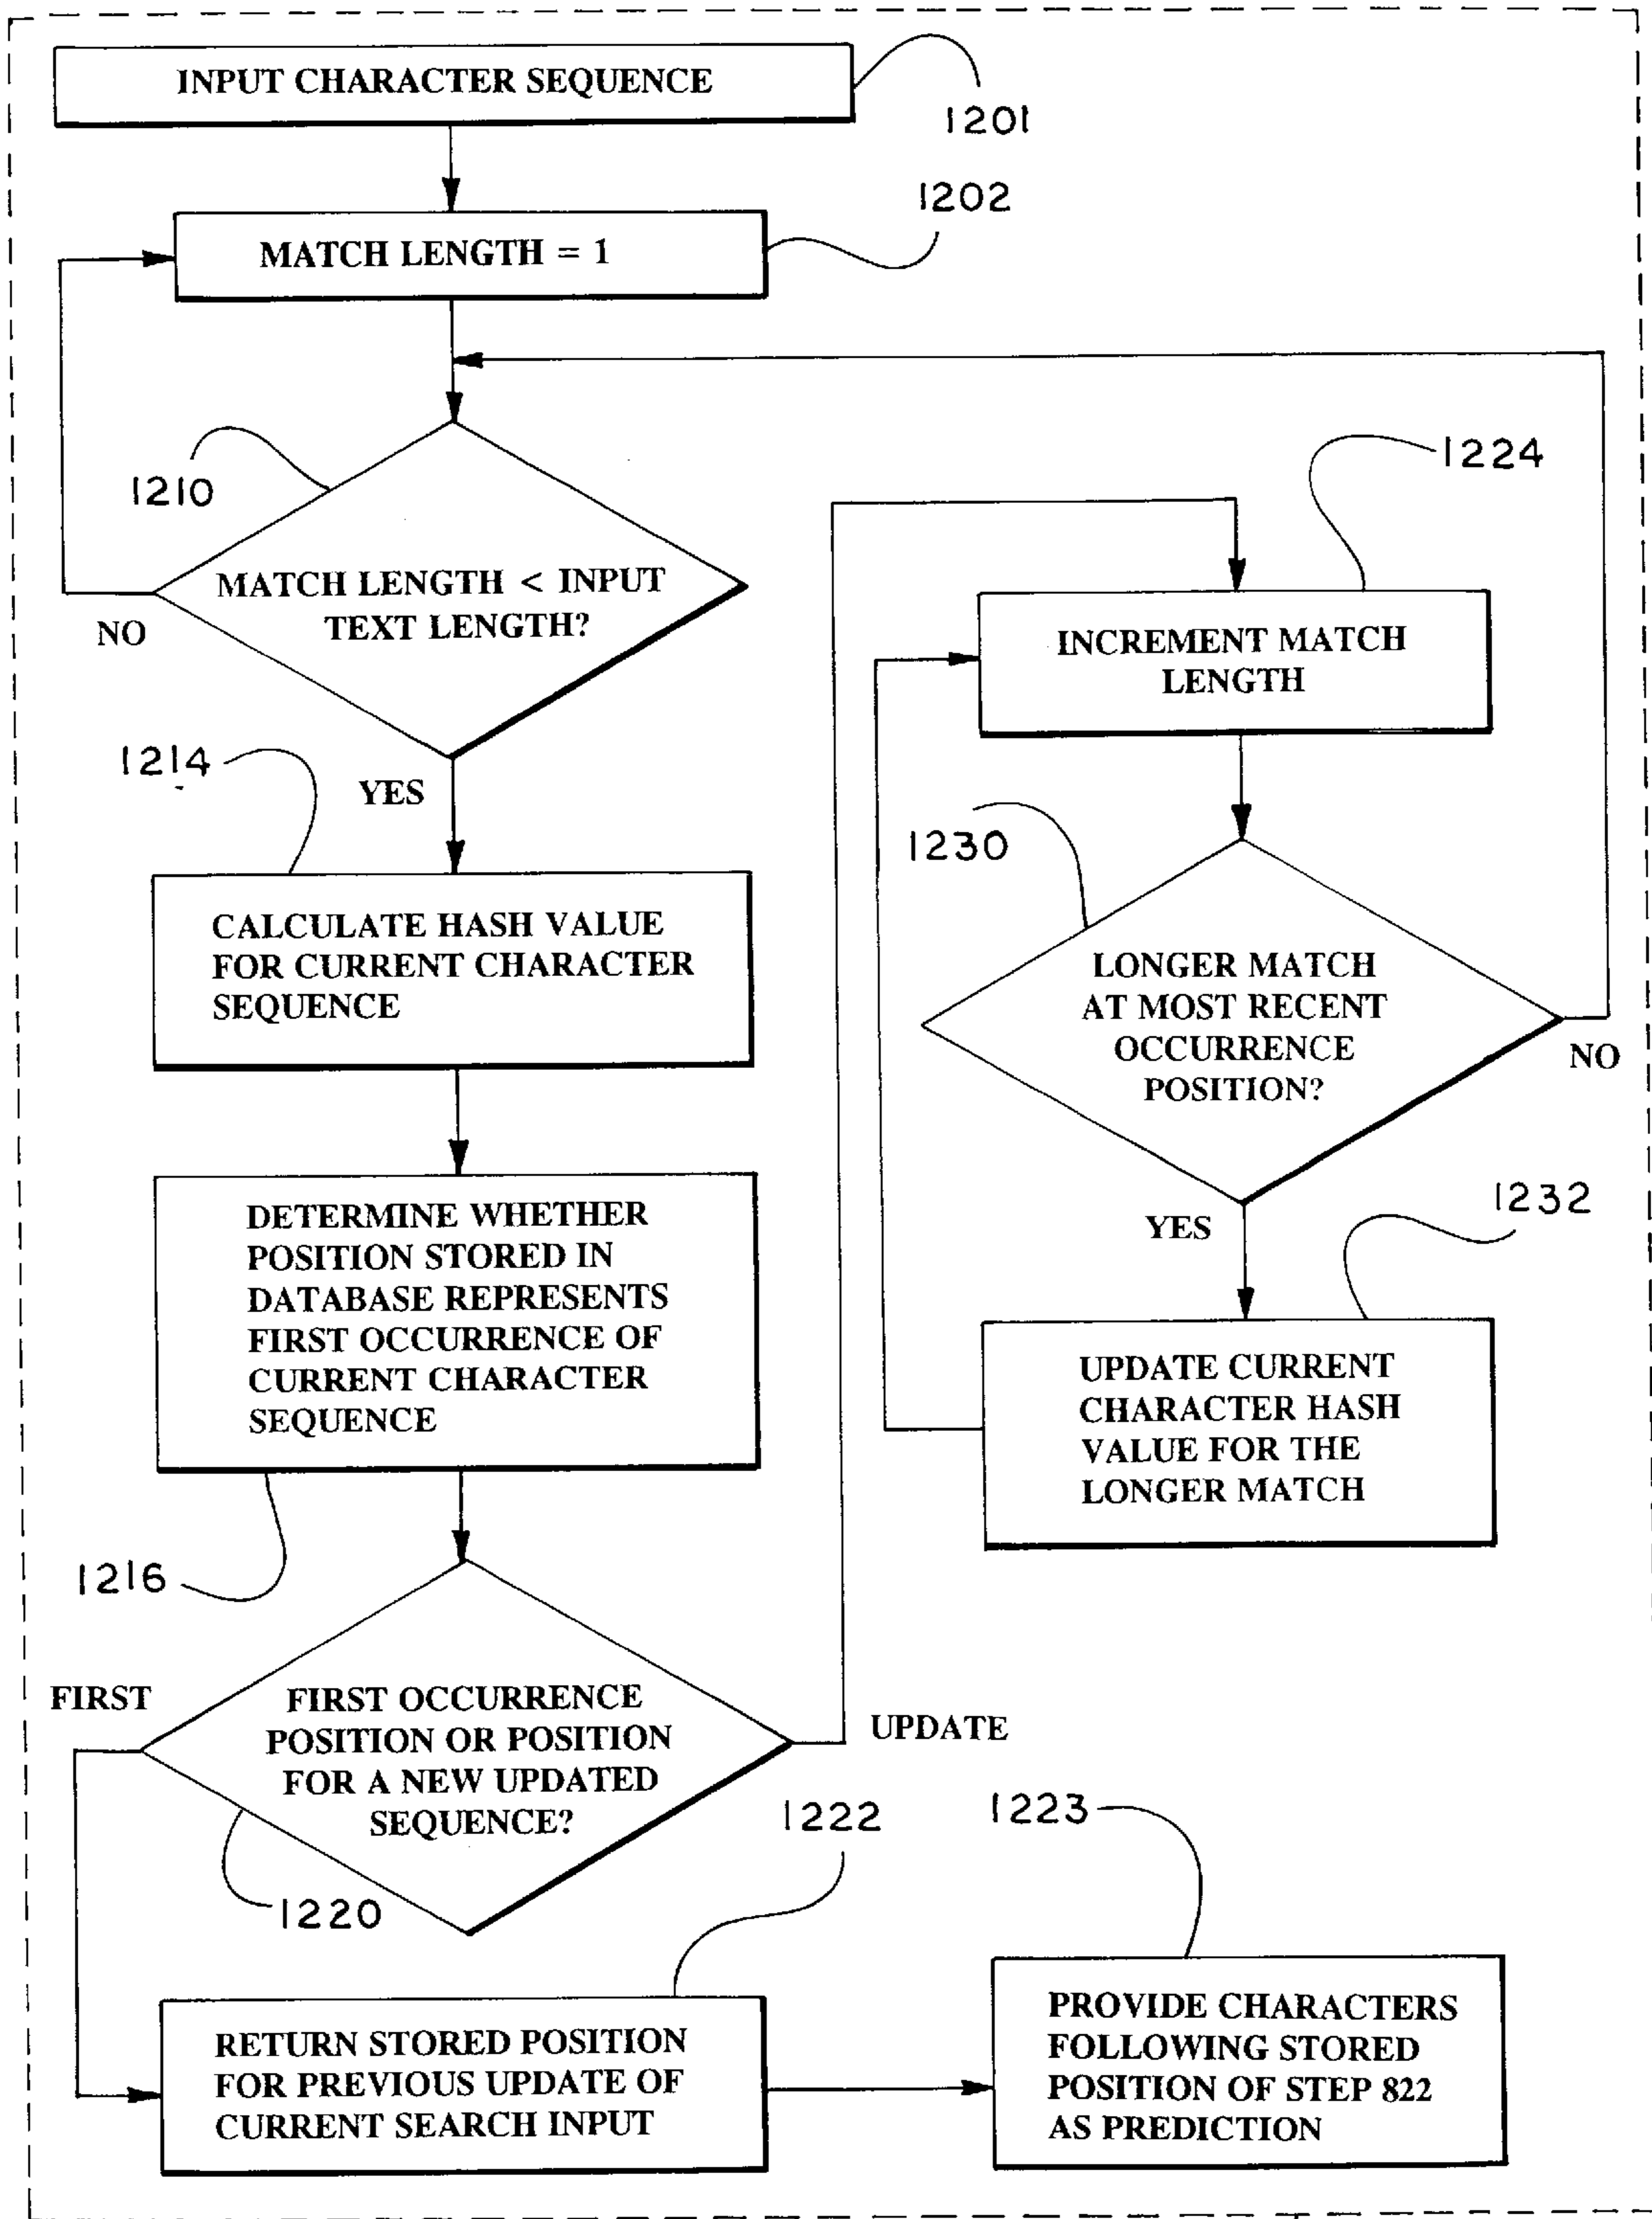 INPUT CHARACTER SEQUENCE
1201
1202
MATCH LENGTH = 1
1210
MATCH LENGTH < INPUT
TEXT LENGTH?
NO
YES
1214
CALCULATE HASH VALUE
FOR CURRENT CHARACTER
SEQUENCE
DETERMINE WHETHER
POSITION STORED IN
DATABASE REPRESENTS
FIRST OCCURRENCE OF
CURRENT CHARACTER
SEQUENCE
1216
FIRST
FIRST OCCURRENCE
POSITION OR POSITION
FOR A NEW UPDATED
SEQUENCE?
UPDATE
1220
1222
RETURN STORED POSITION
FOR PREVIOUS UPDATE OF
CURRENT SEARCH INPUT
1223
PROVIDE CHARACTERS
FOLLOWING STORED
POSITION OF STEP 822
AS PREDICTION
1224
INCREMENT MATCH
LENGTH
1230
LONGER MATCH
AT MOST RECENT
OCCURRENCE
POSITION?
NO
YES
1232
UPDATE CURRENT
CHARACTER HASH
VALUE FOR THE
LONGER MATCH